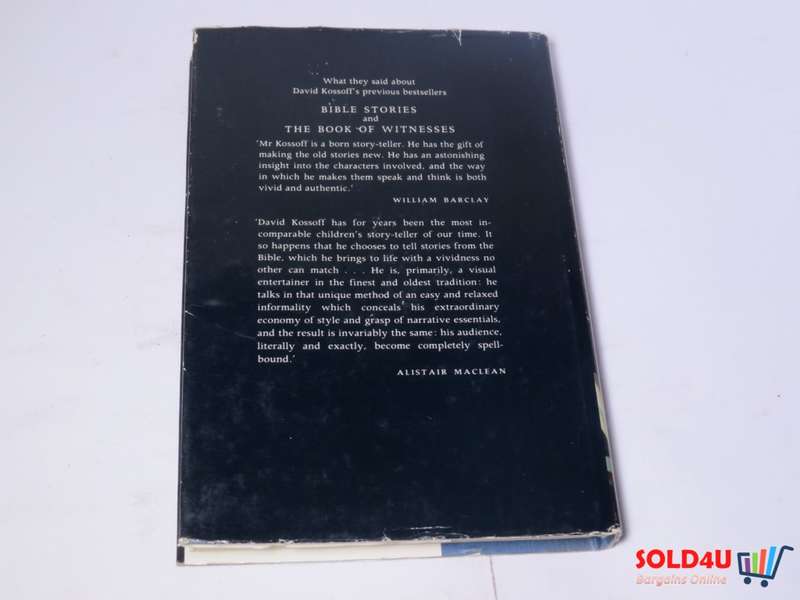 What they said about
David Kossoff's previous bestsellers
BIBLE STORIES
and
THE BOOK OF WITNESSES
'Mr Kossoff is a born story-teller. He has the gift of
making the old stories new. He has an astonishing
insight into the characters involved, and the way
in which he makes them speak and think is both
vivid and authentic.'
WILLIAM BARCLAY
'David Kossoff has for years been the most in-
comparable children's story-teller of our time. It
so happens that he chooses to tell stories from the
Bible, which he brings to life with a vividness no
other can match . . . He is, primarily, a visual
entertainer in the finest and oldest tradition: he
talks in that unique method of an easy and relaxed
informality which conceals his extraordinary
economy of style and grasp of narrative essentials,
and the result is invariably the same: his audience,
literally and exactly, become completely spell-
bound.'
ALISTAIR MACLEAN
SOLD4U
Bargains Online